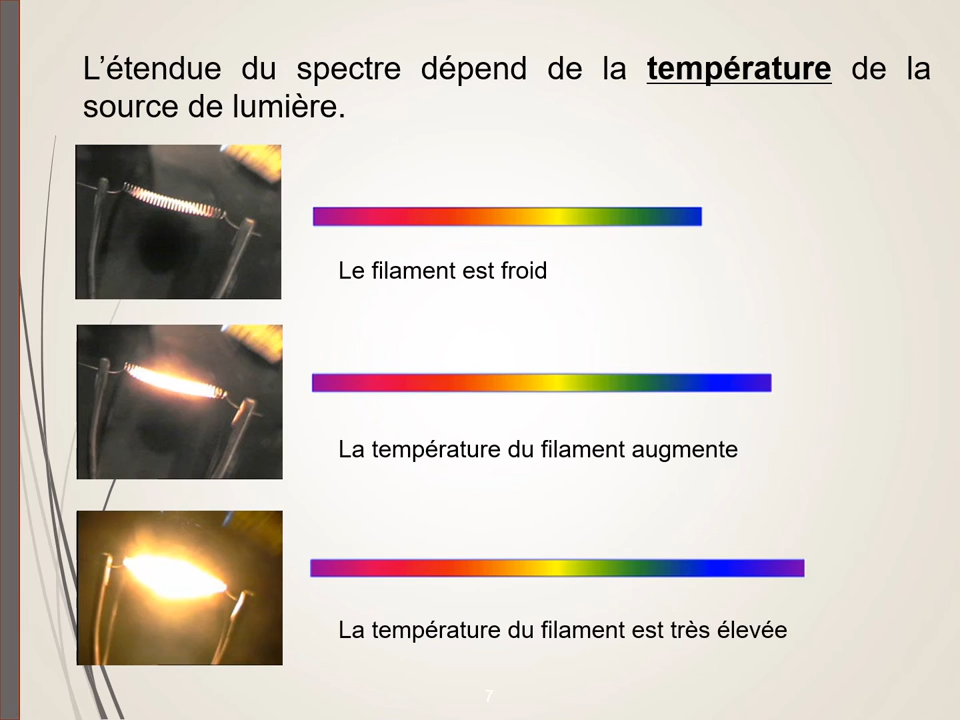 L’étendue du spectre dépend de la température de la
source de lumière.
Le filament est froid
La température du filament augmente
La température du filament est très élevée
7